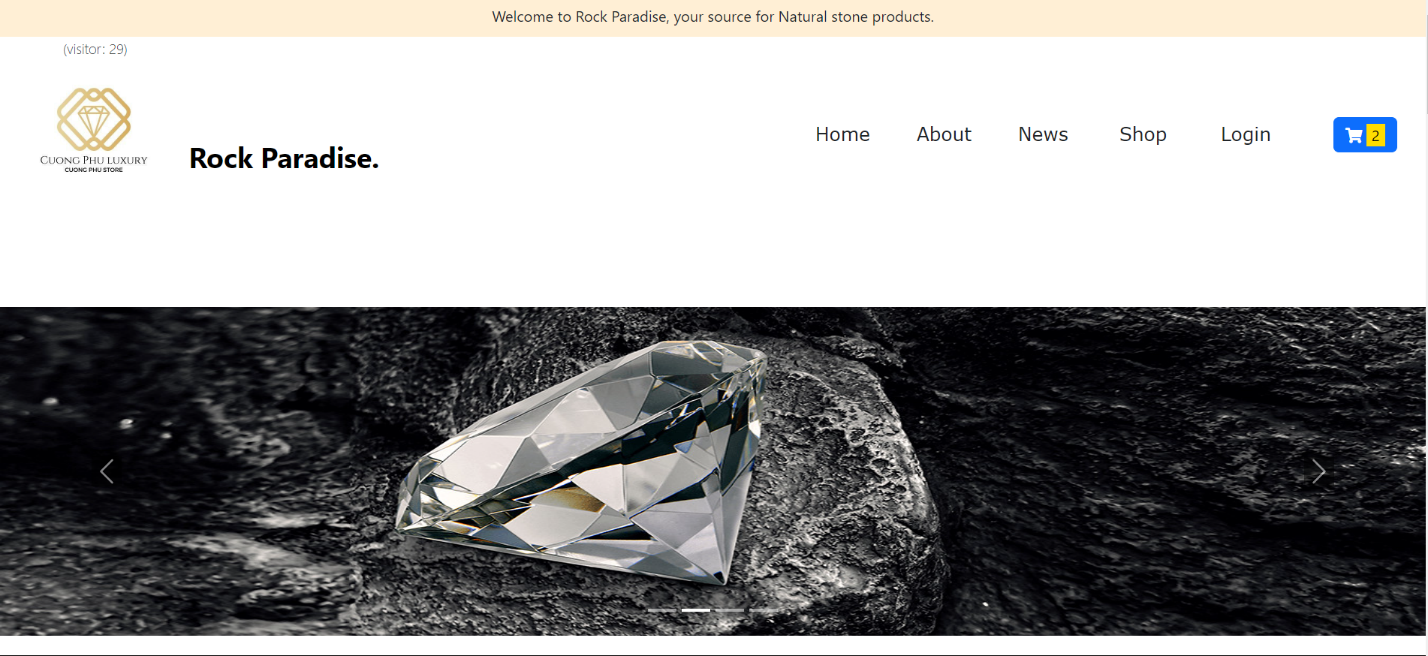 Welcome to Rock Paradise, your source for Natural stone products.
(visitor: 29)
CUONG PHU LUXURY
CUONG PHU STORE
Rock Paradise.
Home About News Shop Login 2